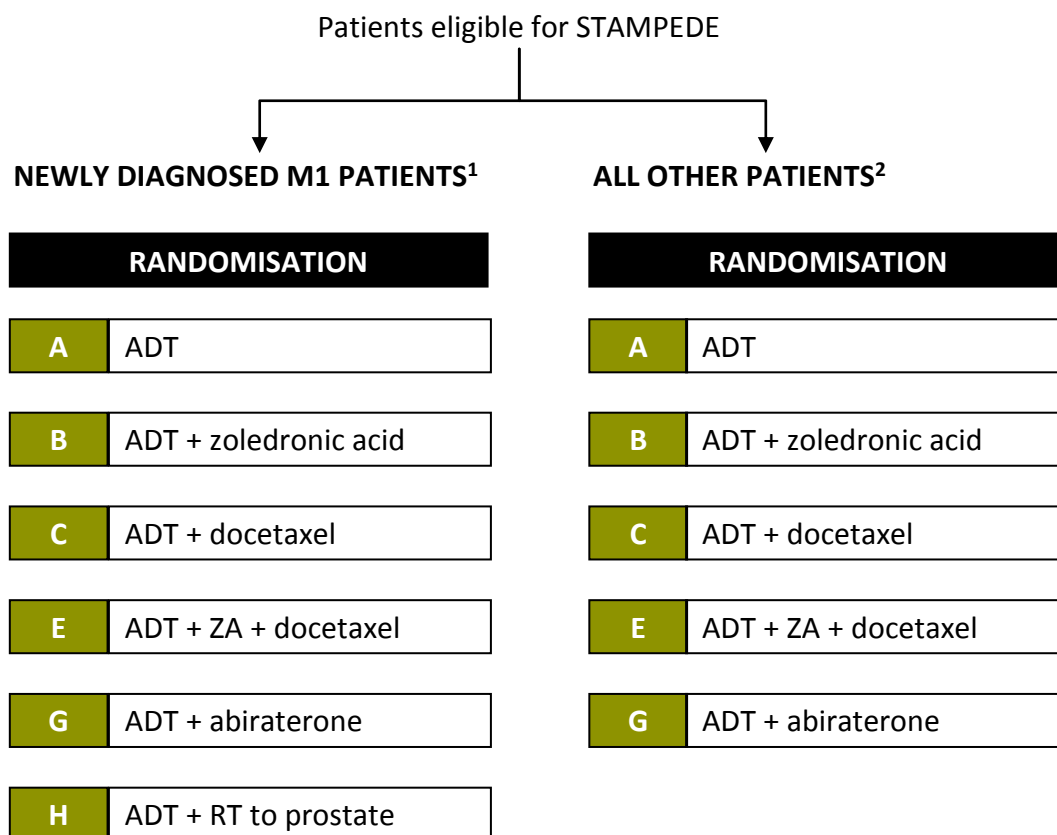 Patients eligible for STAMPEDE
NEWLY DIAGNOSED M1 PATIENTS¹
RANDOMISATION
A ADT
B ADT + zoledronic acid
C ADT + docetaxel
E ADT + ZA + docetaxel
G ADT + abiraterone
H ADT + RT to prostate
ALL OTHER PATIENTS²
RANDOMISATION
A ADT
B ADT + zoledronic acid
C ADT + docetaxel
E ADT + ZA + docetaxel
G ADT + abiraterone